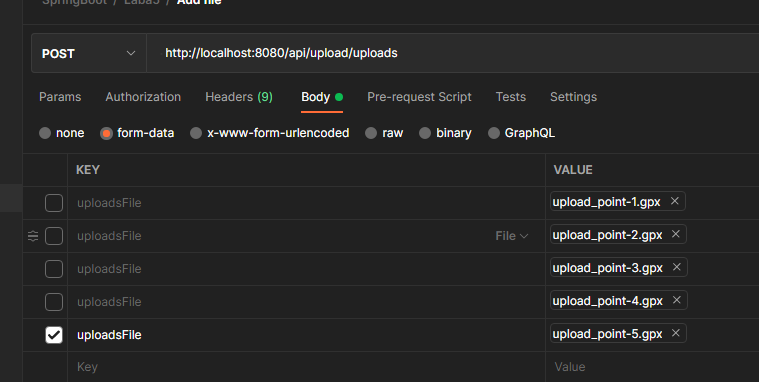 SpringBoot / Laba5 / Add file
POST http://localhost:8080/api/upload/uploads
Params Authorization Headers (9) Body Pre-request Script Tests Settings
none form-data x-www-form-urlencoded raw binary GraphQL
KEY VALUE
uploadsFile upload_point-1.gpx
uploadsFile File upload_point-2.gpx
uploadsFile upload_point-3.gpx
uploadsFile upload_point-4.gpx
uploadsFile upload_point-5.gpx
Key Value